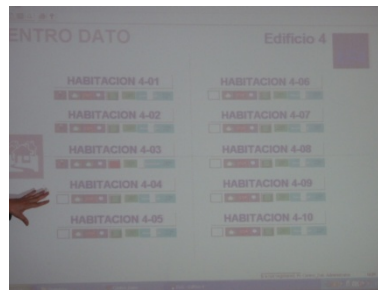 ENTRO DATO
Edificio 4
HABITACION 4-01
HABITACION 4-02
HABITACION 4-03
HABITACION 4-04
HABITACION 4-05
HABITACION 4-06
HABITACION 4-07
HABITACION 4-08
HABITACION 4-09
HABITACION 4-10